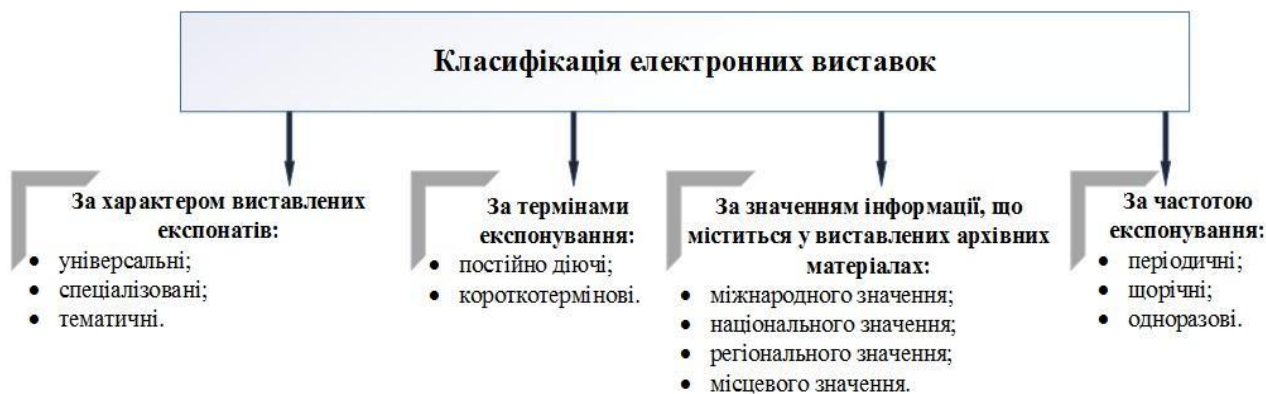 Класифікація електронних виставок
За характером виставлених
експонатів:
• універсальні;
• спеціалізовані;
• тематичні.
За термінами
експонування:
• постійно діючі;
• короткотермінові.
За значенням інформації, що
міститься у виставлених архівних
матеріалах:
• міжнародного значення;
• національного значення;
• регіонального значення;
• місцевого значення.
За частотою
експонування:
• періодичні;
• щорічні;
• одноразові.